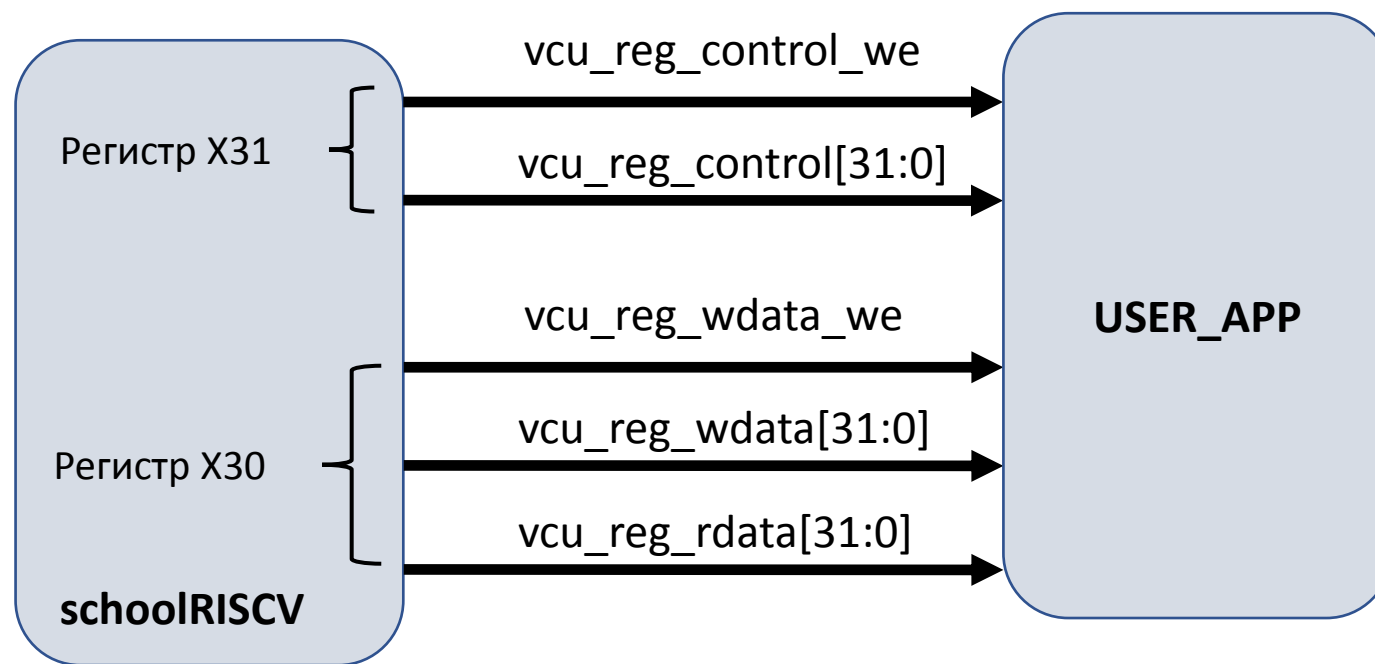 vcu_reg_control_we
Регистр X31
vcu_reg_control[31:0]
vcu_reg_wdata_we
USER_APP
vcu_reg_wdata[31:0]
Регистр X30
vcu_reg_rdata[31:0]
schoolRISCV